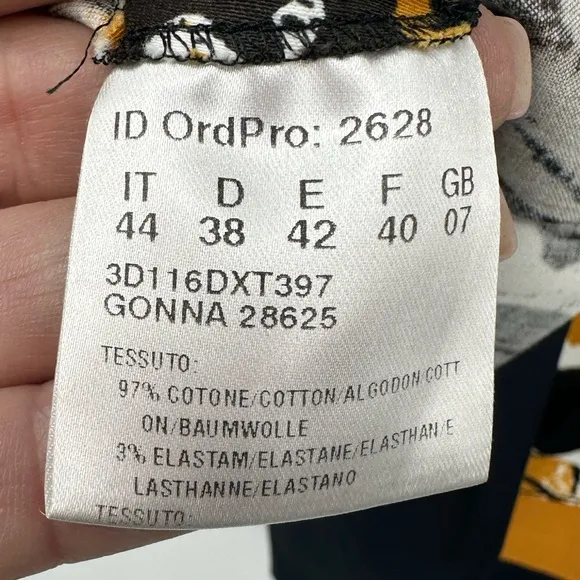 ID OrdPro: 2628
IT D E F GB
44 38 42 40 07
3D116DXT397
GONNA 28625
TESSUTO:
97% COTONE/COTTON/ALGODON/COTT
ON/BAUMWOLLE
3% ELASTAM/ELASTANE/ELASTHAN/E
LASTHANNE/ELASTANO
TESSUTO: